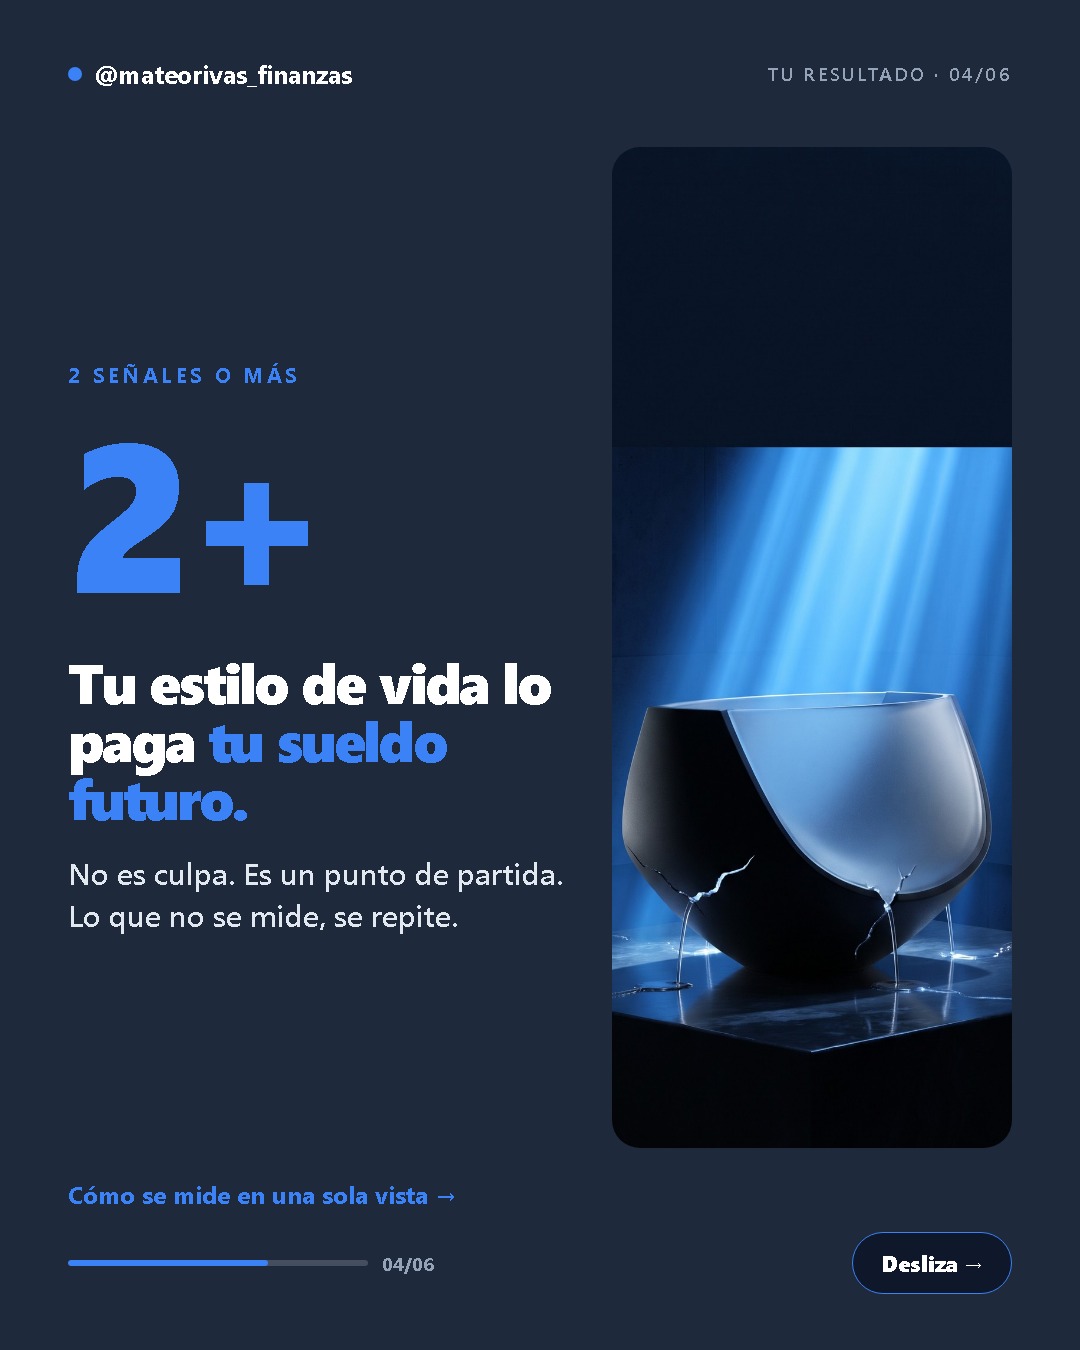 @mateorivas_finanzas
TU RESULTADO · 04/06
2 SEÑALES O MÁS
2+
Tu estilo de vida lo
paga tu sueldo
futuro.
No es culpa. Es un punto de partida.
Lo que no se mide, se repite.
Cómo se mide en una sola vista →
04/06
Desliza →